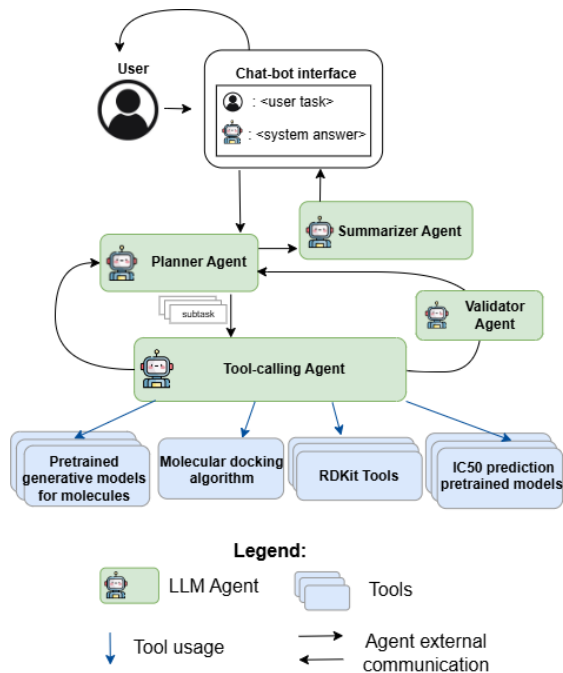 User
Chat-bot interface
: <user task>
: <system answer>
Summarizer Agent
Planner Agent
subtask
Validator
Agent
Tool-calling Agent
Pretrained
generative models
for molecules
Molecular docking
algorithm
RDKit Tools
IC50 prediction
pretrained models
Legend:
LLM Agent
Tools
Tool usage
Agent external
communication